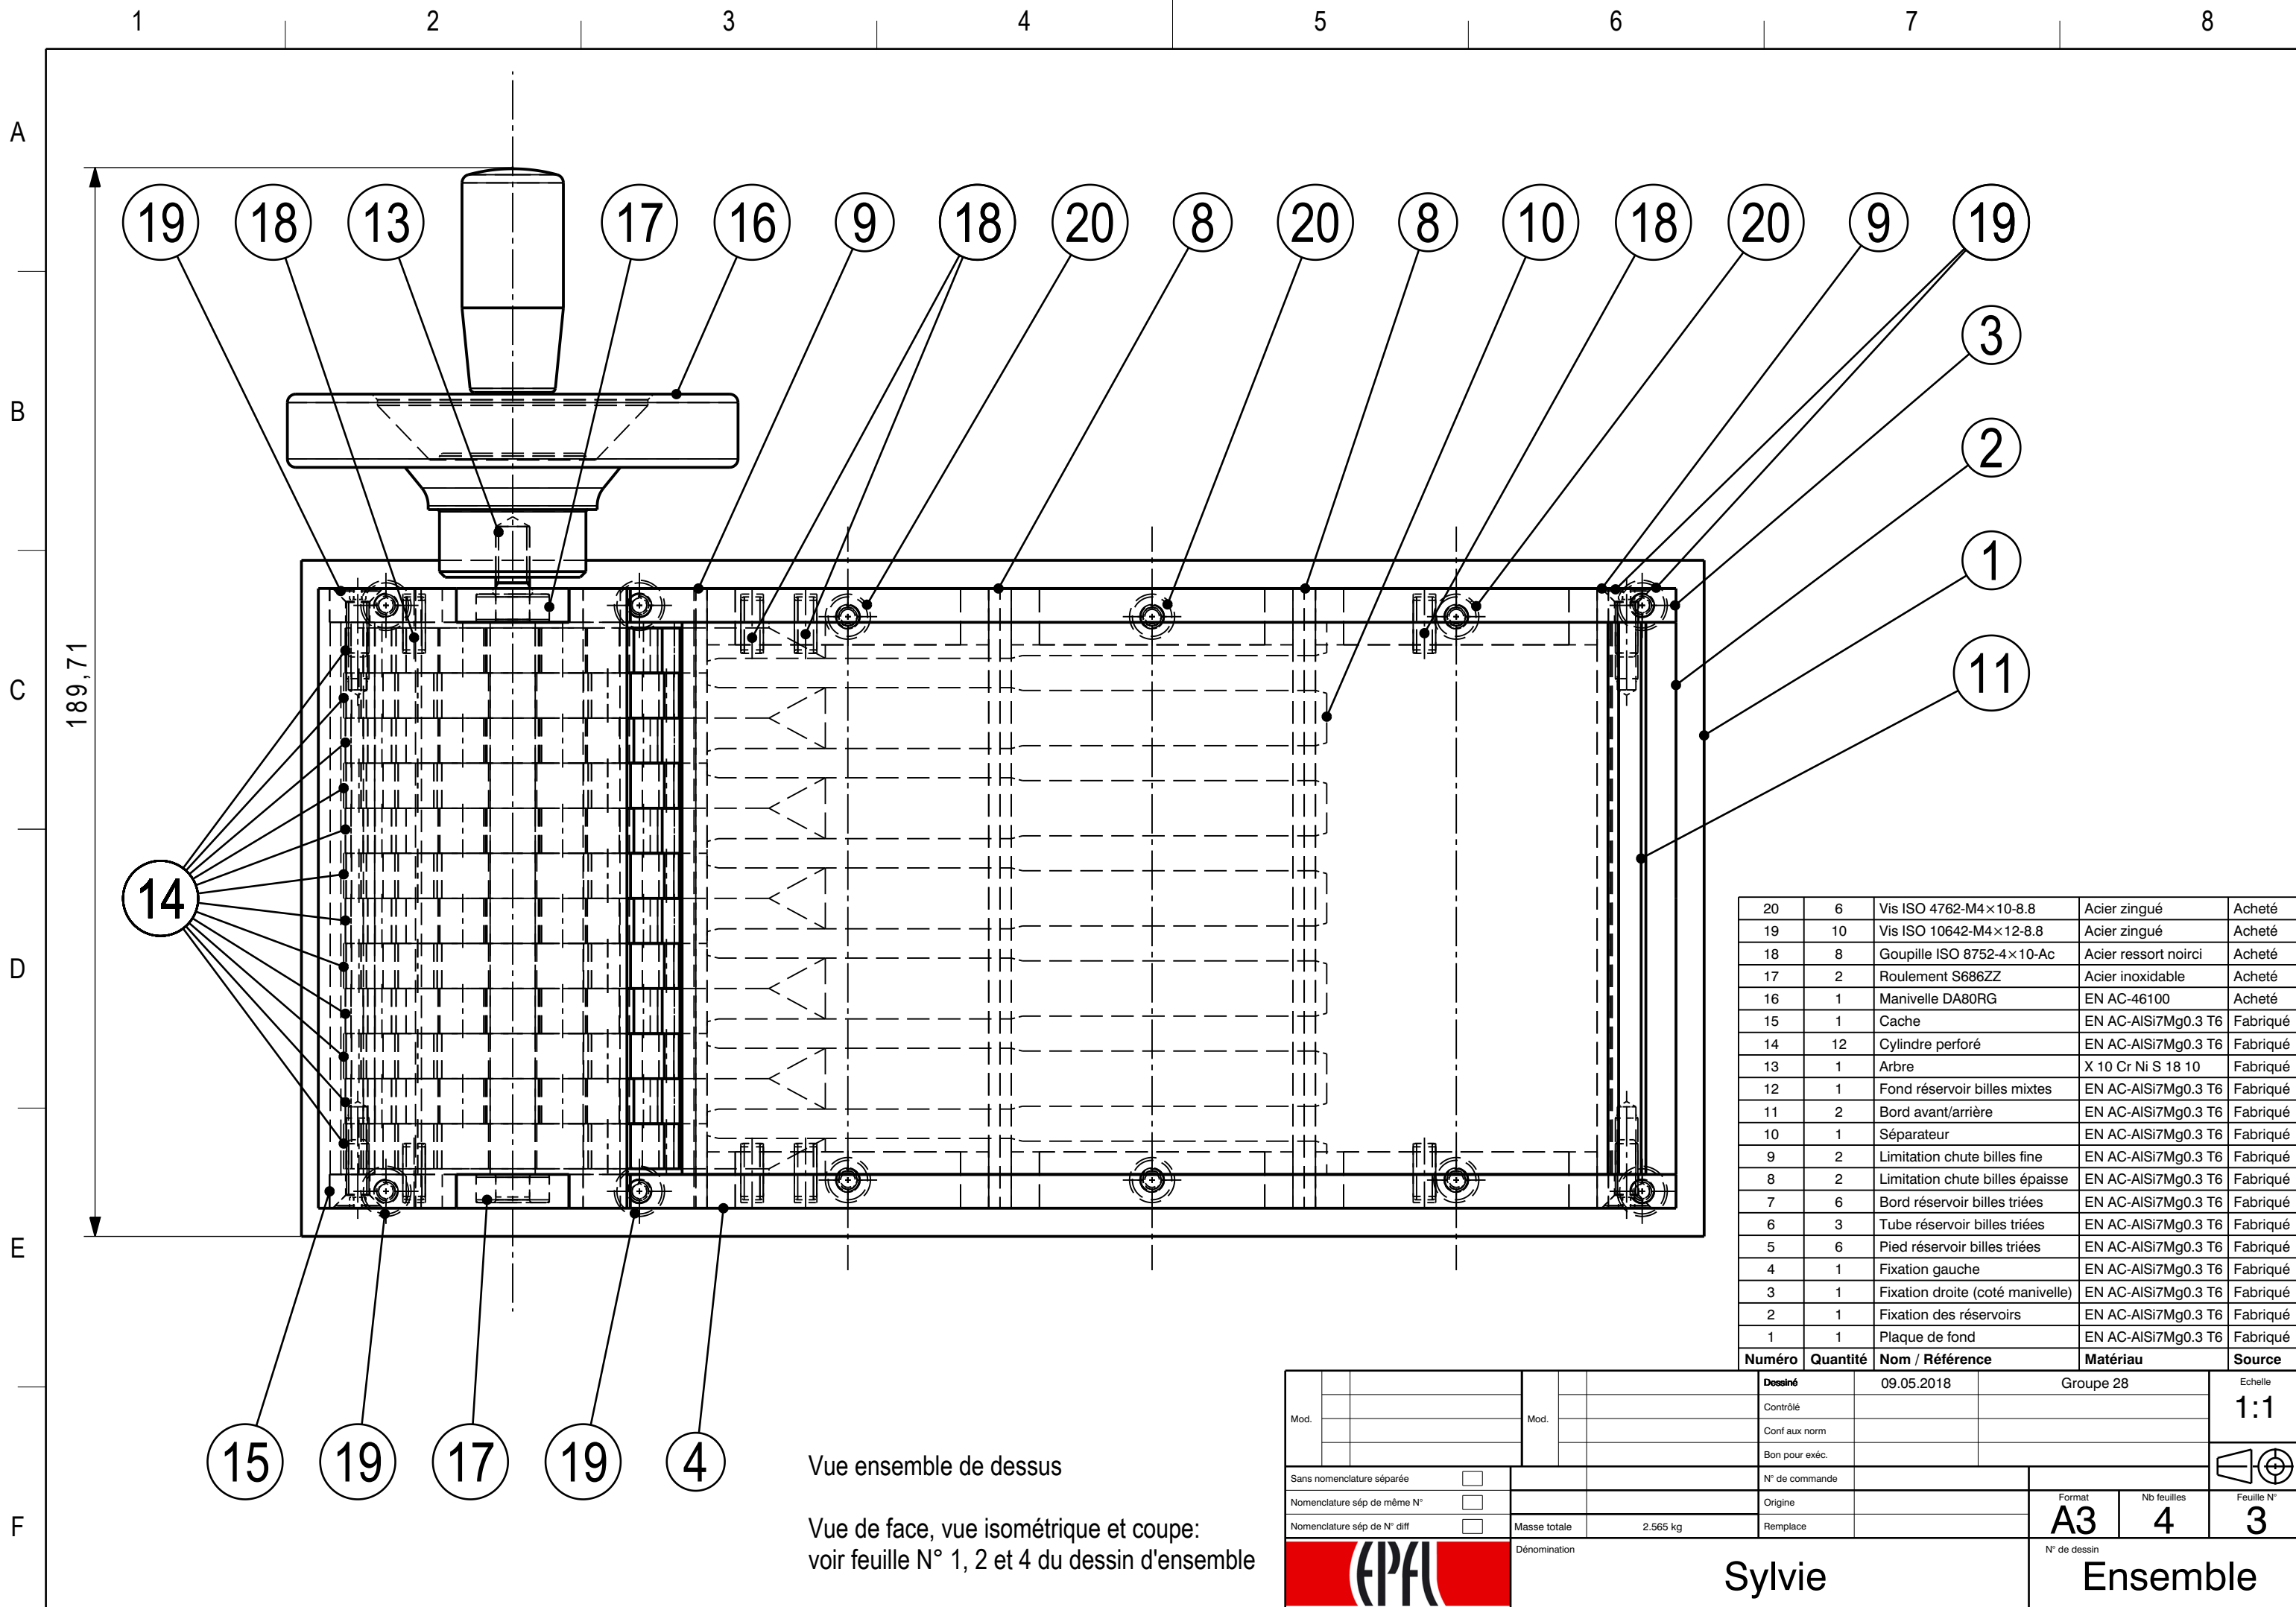 1 2 3 4 5 6 7 8
A
B
C
D
E
F
189,71
19 18 13 17 16 9 18 20 8 20 8 10 18 20 9 19
3
2
1
11
14
15 19 17 19 4
Vue ensemble de dessus
Vue de face, vue isométrique et coupe:
voir feuille N° 1, 2 et 4 du dessin d'ensemble
20 6 Vis ISO 4762-M4×10-8.8 Acier zingué Acheté
19 10 Vis ISO 10642-M4×12-8.8 Acier zingué Acheté
18 8 Goupille ISO 8752-4×10-Ac Acier ressort noirci Acheté
17 2 Roulement S686ZZ Acier inoxidable Acheté
16 1 Manivelle DA80RG EN AC-46100 Acheté
15 1 Cache EN AC-AlSi7Mg0.3 T6 Fabriqué
14 12 Cylindre perforé EN AC-AlSi7Mg0.3 T6 Fabriqué
13 1 Arbre X 10 Cr Ni S 18 10 Fabriqué
12 1 Fond réservoir billes mixtes EN AC-AlSi7Mg0.3 T6 Fabriqué
11 2 Bord avant/arrière EN AC-AlSi7Mg0.3 T6 Fabriqué
10 1 Séparateur EN AC-AlSi7Mg0.3 T6 Fabriqué
9 2 Limitation chute billes fine EN AC-AlSi7Mg0.3 T6 Fabriqué
8 2 Limitation chute billes épaisse EN AC-AlSi7Mg0.3 T6 Fabriqué
7 6 Bord réservoir billes triées EN AC-AlSi7Mg0.3 T6 Fabriqué
6 3 Tube réservoir billes triées EN AC-AlSi7Mg0.3 T6 Fabriqué
5 6 Pied réservoir billes triées EN AC-AlSi7Mg0.3 T6 Fabriqué
4 1 Fixation gauche EN AC-AlSi7Mg0.3 T6 Fabriqué
3 1 Fixation droite (coté manivelle) EN AC-AlSi7Mg0.3 T6 Fabriqué
2 1 Fixation des réservoirs EN AC-AlSi7Mg0.3 T6 Fabriqué
1 1 Plaque de fond EN AC-AlSi7Mg0.3 T6 Fabriqué
Numéro Quantité Nom / Référence Matériau Source
Mod. Mod.
Dessiné 09.05.2018 Groupe 28
Contrôlé
Conf aux norm
Bon pour exéc.
Echelle
1:1
Sans nomenclature séparée
Nomenclature sép de même N°
Nomenclature sép de N° diff
Masse totale 2.565 kg
N° de commande
Origine
Remplace
Format
A3
Nb feuilles
4
Feuille N°
3
EPFL
Dénomination
Sylvie
N° de dessin
Ensemble